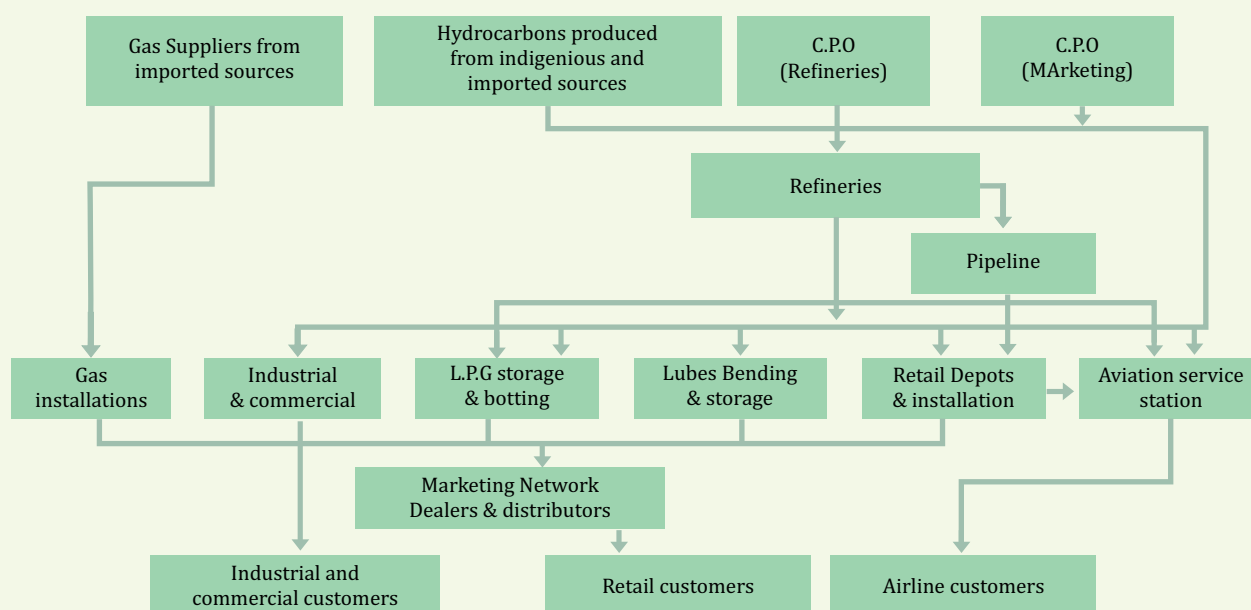 Gas Suppliers from
imported sources
Hydrocarbons produced
from indigenious and
imported sources
C.P.O
(Refineries)
C.P.O
(MArketing)
Refineries
Pipeline
Gas
installations
Industrial
& commercial
L.P.G storage
& botting
Lubes Bending
& storage
Retail Depots
& installation
Aviation service
station
Marketing Network
Dealers & distributors
Industrial and
commercial customers
Retail customers
Airline customers